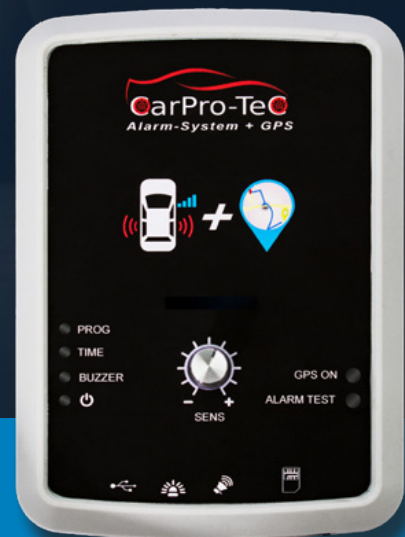 CarPro-TeC
Alarm-System + GPS
PROG
TIME
BUZZER
GPS ON
ALARM TEST
- +
SENS